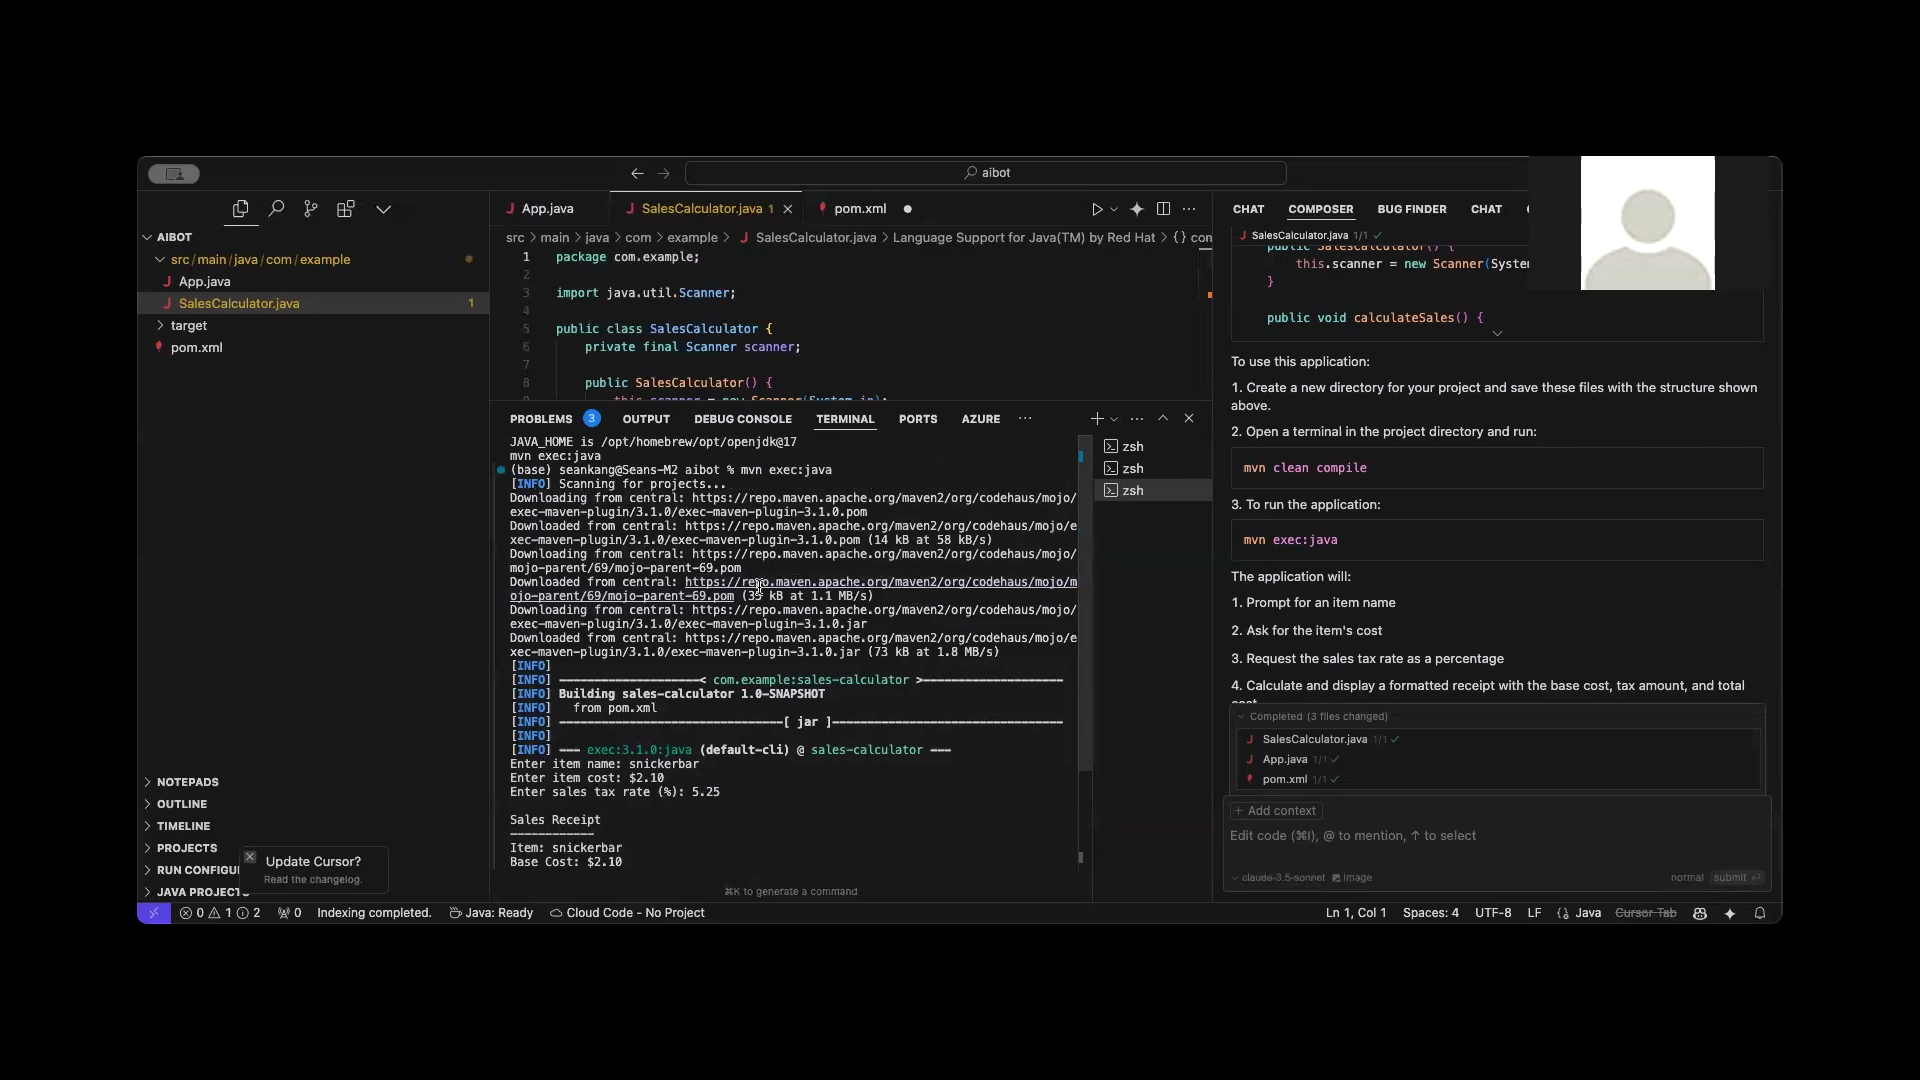 aibot
AIBOT
src / main / java / com / example
App.java
SalesCalculator.java 1
target
pom.xml
NOTEPADS
OUTLINE
TIMELINE
PROJECTS
RUN CONFIGU
JAVA PROJECTS
Update Cursor?
Read the changelog.
App.java
SalesCalculator.java 1
pom.xml
src > main > java > com > example > SalesCalculator.java > Language Support for Java(TM) by Red Hat > {} com
1 package com.example;
2
3 import java.util.Scanner;
4
5 public class SalesCalculator {
6 private final Scanner scanner;
7
8 public SalesCalculator() {
this.scanner = new Scanner(System.in);
PROBLEMS 3 OUTPUT DEBUG CONSOLE TERMINAL PORTS AZURE ...
JAVA_HOME is /opt/homebrew/opt/openjdk@17
mvn exec:java
(base) seankang@Seans-M2 aibot % mvn exec:java
[INFO] Scanning for projects...
Downloading from central: https://repo.maven.apache.org/maven2/org/codehaus/mojo/
exec-maven-plugin/3.1.0/exec-maven-plugin-3.1.0.pom
Downloaded from central: https://repo.maven.apache.org/maven2/org/codehaus/mojo/e
xec-maven-plugin/3.1.0/exec-maven-plugin-3.1.0.pom (14 kB at 58 kB/s)
Downloading from central: https://repo.maven.apache.org/maven2/org/codehaus/mojo/
mojo-parent/69/mojo-parent-69.pom
Downloaded from central: https://repo.maven.apache.org/maven2/org/codehaus/mojo/m
ojo-parent/69/mojo-parent-69.pom (35 kB at 1.1 MB/s)
Downloading from central: https://repo.maven.apache.org/maven2/org/codehaus/mojo/
exec-maven-plugin/3.1.0/exec-maven-plugin-3.1.0.jar
Downloaded from central: https://repo.maven.apache.org/maven2/org/codehaus/mojo/e
xec-maven-plugin/3.1.0/exec-maven-plugin-3.1.0.jar (73 kB at 1.8 MB/s)
[INFO]
[INFO] --------------------< com.example:sales-calculator >--------------------
[INFO] Building sales-calculator 1.0-SNAPSHOT
[INFO] from pom.xml
[INFO] --------------------------------[ jar ]---------------------------------
[INFO]
[INFO] --- exec:3.1.0:java (default-cli) @ sales-calculator ---
Enter item name: snickerbar
Enter item cost: $2.10
Enter sales tax rate (%): 5.25
Sales Receipt
------------
Item: snickerbar
Base Cost: $2.10
⌘K to generate a command
zsh
zsh
zsh
CHAT COMPOSER BUG FINDER CHAT
SalesCalculator.java 1/1 ✓
public SalesCalculator() {
this.scanner = new Scanner(System
}
public void calculateSales() {
To use this application:
1. Create a new directory for your project and save these files with the structure shown
above.
2. Open a terminal in the project directory and run:
mvn clean compile
3. To run the application:
mvn exec:java
The application will:
1. Prompt for an item name
2. Ask for the item's cost
3. Request the sales tax rate as a percentage
4. Calculate and display a formatted receipt with the base cost, tax amount, and total
cost
Completed (3 files changed)
SalesCalculator.java 1/1 ✓
App.java 1/1 ✓
pom.xml 1/1 ✓
+ Add context
Edit code (⌘I), @ to mention, ↑ to select
claude-3.5-sonnet image
normal submit ↵
0 1 2 0 Indexing completed. Java: Ready Cloud Code - No Project
Ln 1, Col 1 Spaces: 4 UTF-8 LF {} Java Cursor Tab